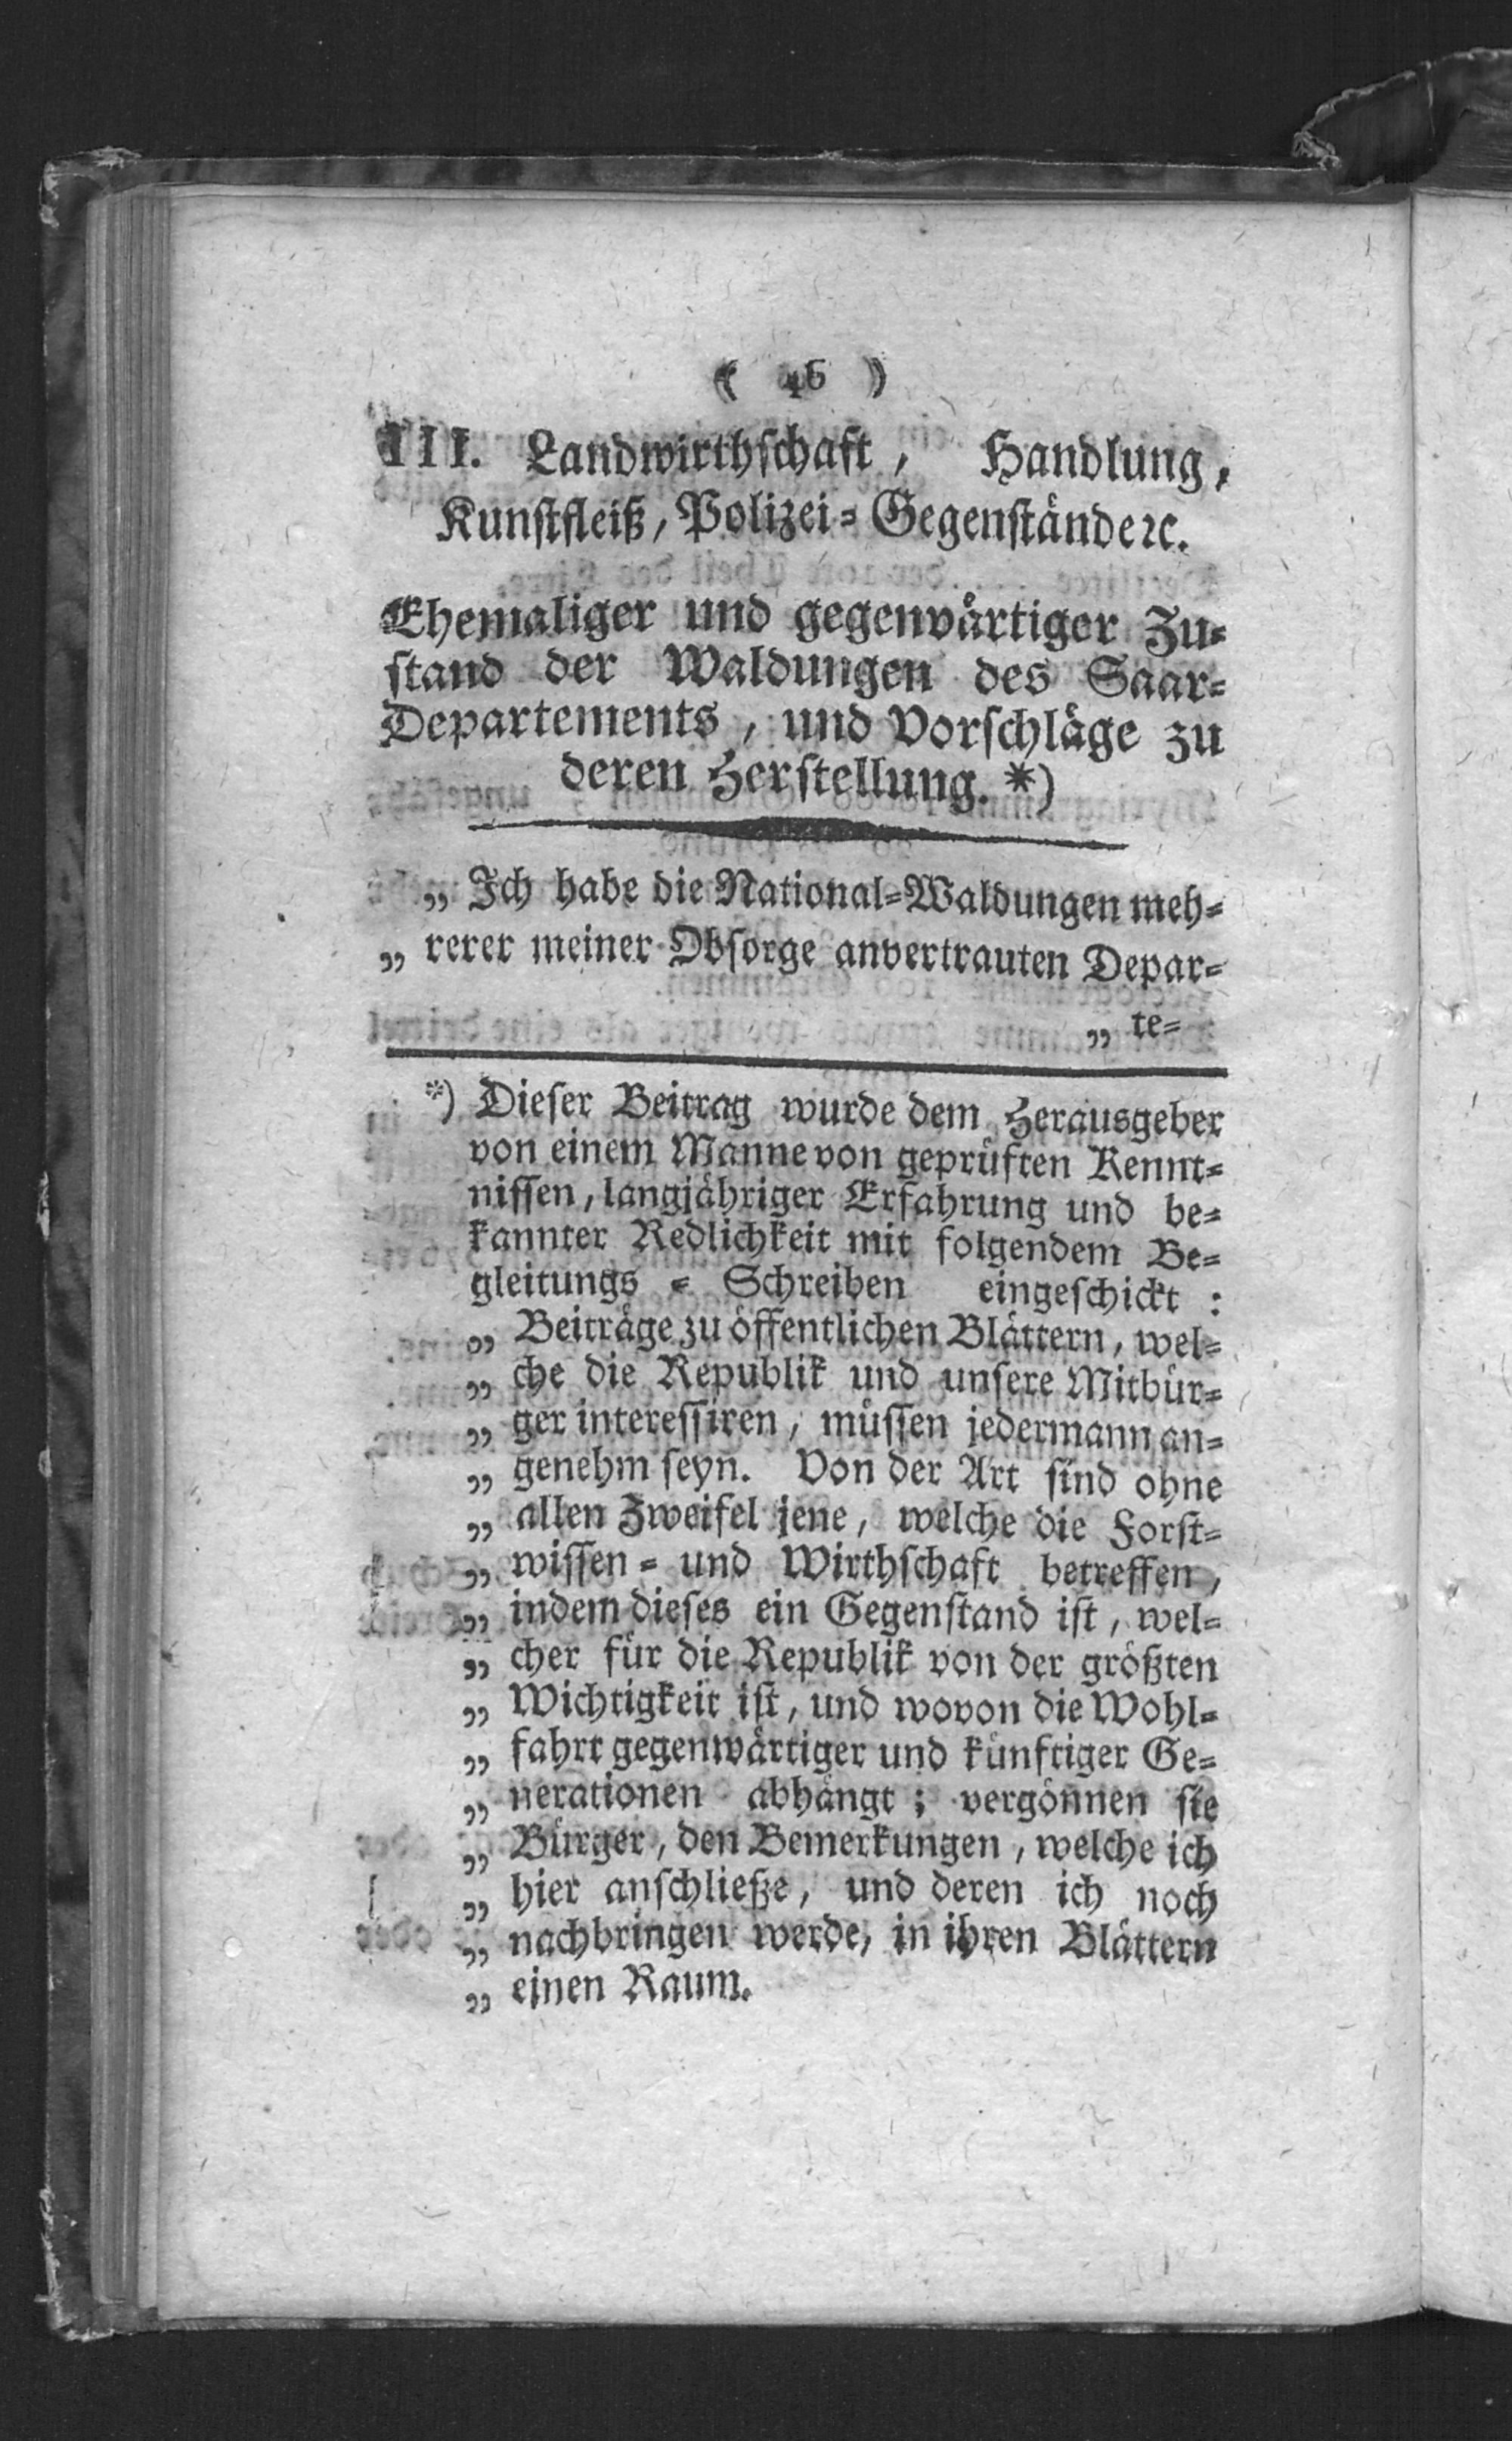 ( 46 )
III. Landwirthschaft, Handlung,
Kunstfleiß, Polizei=Gegenstände ꝛc.
Ehemaliger und gegenwärtiger Zu=
stand der Waldungen des Saar=
Departements, und Vorschläge zu
deren Herstellung. *)
„ Ich habe die National=Waldungen meh=
„ rerer meiner Obsorge anvertrauten Depar=
„ te=
*) Dieser Beitrag wurde dem Herausgeber
von einem Manne von geprüften Kennt=
nissen, langjähriger Erfahrung und be=
kannter Redlichkeit mit folgendem Be=
gleitungs = Schreiben eingeschickt :
„ Beiträge zu öffentlichen Blättern, wel=
„ che die Republik und unsere Mitbür=
„ ger interessiren, müssen jedermann an=
„ genehm seyn. Von der Art sind ohne
„ allen Zweifel jene, welche die Forst=
„ wissen = und Wirthschaft betreffen,
„ indem dieses ein Gegenstand ist, wel=
„ cher für die Republik von der größten
„ Wichtigkeit ist, und wovon die Wohl=
„ fahrt gegenwärtiger und künftiger Ge=
„ nerationen abhängt ; vergönnen sie
„ Bürger, den Bemerkungen, welche ich
„ hier anschließe, und deren ich noch
„ nachbringen werde, in ihren Blättern
„ einen Raum.